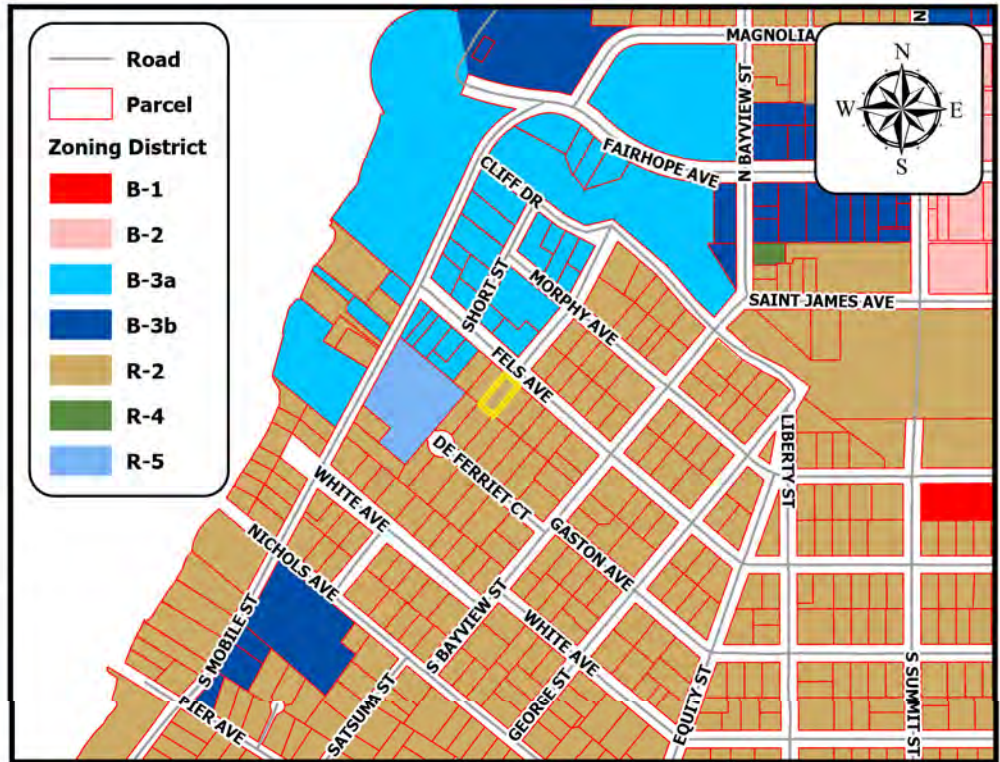 Road
Parcel
Zoning District
B-1
B-2
B-3a
B-3b
R-2
R-4
R-5
MAGNOLIA
N
N
W
E
S
N BAYVIEW ST
FAIRHOPE AVE
CLIFF DR
SHORT ST
MORPHY AVE
SAINT JAMES AVE
FELS AVE
LIBERTY ST
DE FERRIET CT
WHITE AVE
GASTON AVE
NICHOLS AVE
S BAYVIEW ST
WHITE AVE
S MOBILE ST
GEORGE ST
EQUITY ST
S SUMMIT ST
SATSUMA ST
PIER AVE